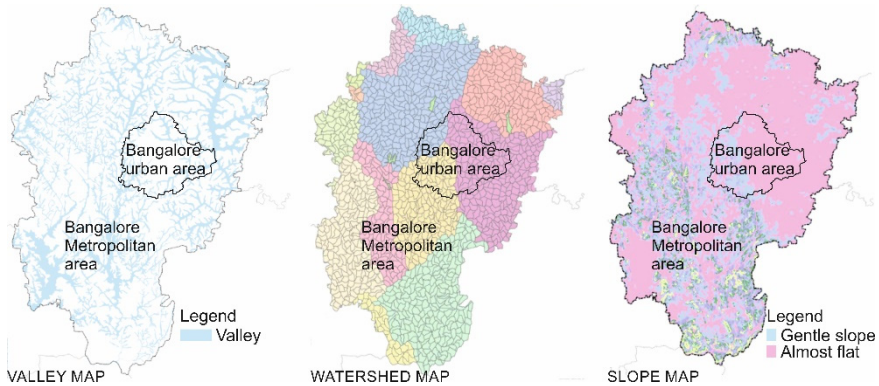 Bangalore
urban area
Bangalore
Metropolitan
area
Legend
Valley
VALLEY MAP
Bangalore
urban area
Bangalore
Metropolitan
area
WATERSHED MAP
Bangalore
urban area
Bangalore
Metropolitan
area
Legend
Gentle slope
Almost flat
SLOPE MAP